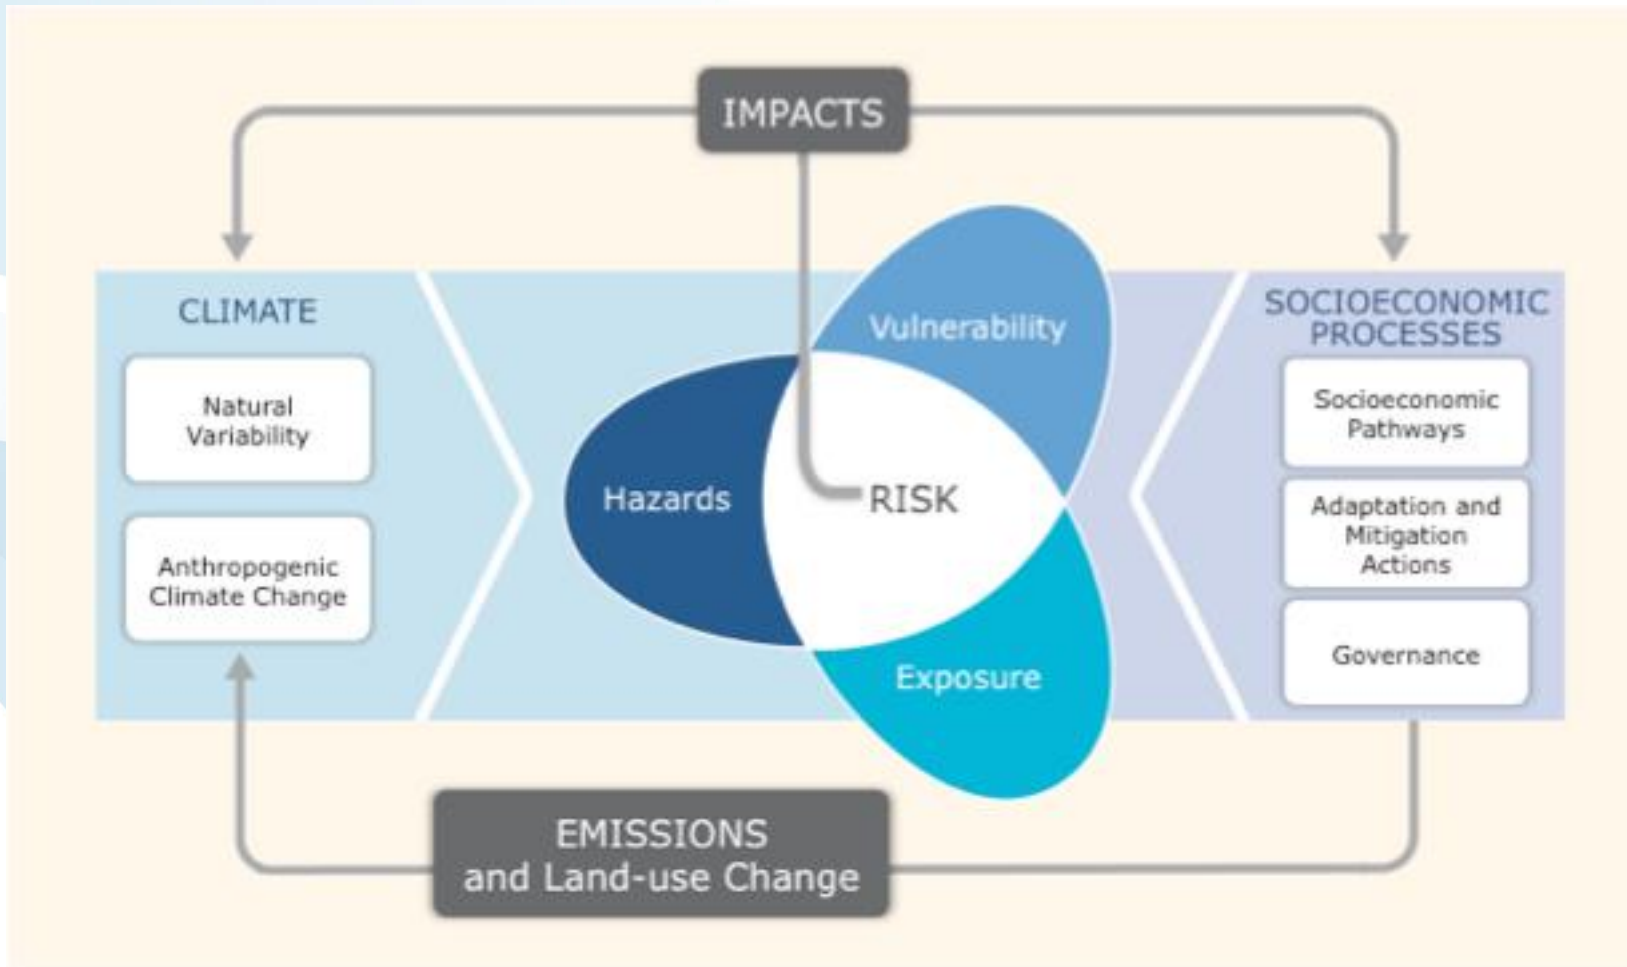 IMPACTS
CLIMATE
Natural
Variability
Anthropogenic
Climate Change
Vulnerability
Hazards
RISK
Exposure
SOCIOECONOMIC
PROCESSES
Socioeconomic
Pathways
Adaptation and
Mitigation
Actions
Governance
EMISSIONS
and Land-use Change